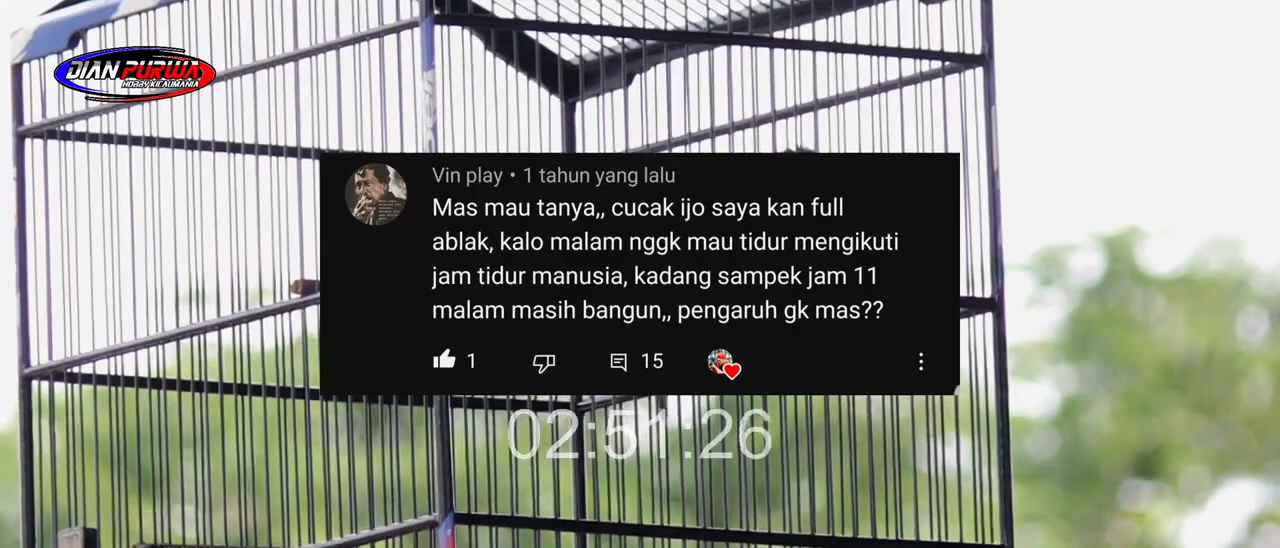 DIAN PURWA
HOBBY KICAUMANIA
Vin play • 1 tahun yang lalu
Mas mau tanya,, cucak ijo saya kan full
ablak, kalo malam nggk mau tidur mengikuti
jam tidur manusia, kadang sampek jam 11
malam masih bangun,, pengaruh gk mas??
1
15
02:51:26